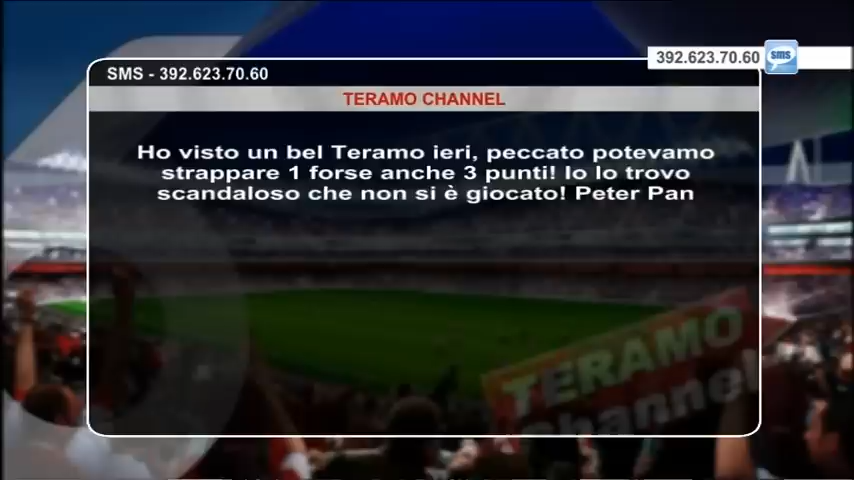 392.623.70.60 sms
SMS - 392.623.70.60
TERAMO CHANNEL
Ho visto un bel Teramo ieri, peccato potevamo
strappare 1 forse anche 3 punti! Io lo trovo
scandaloso che non si è giocato! Peter Pan
TERAMO
Channel